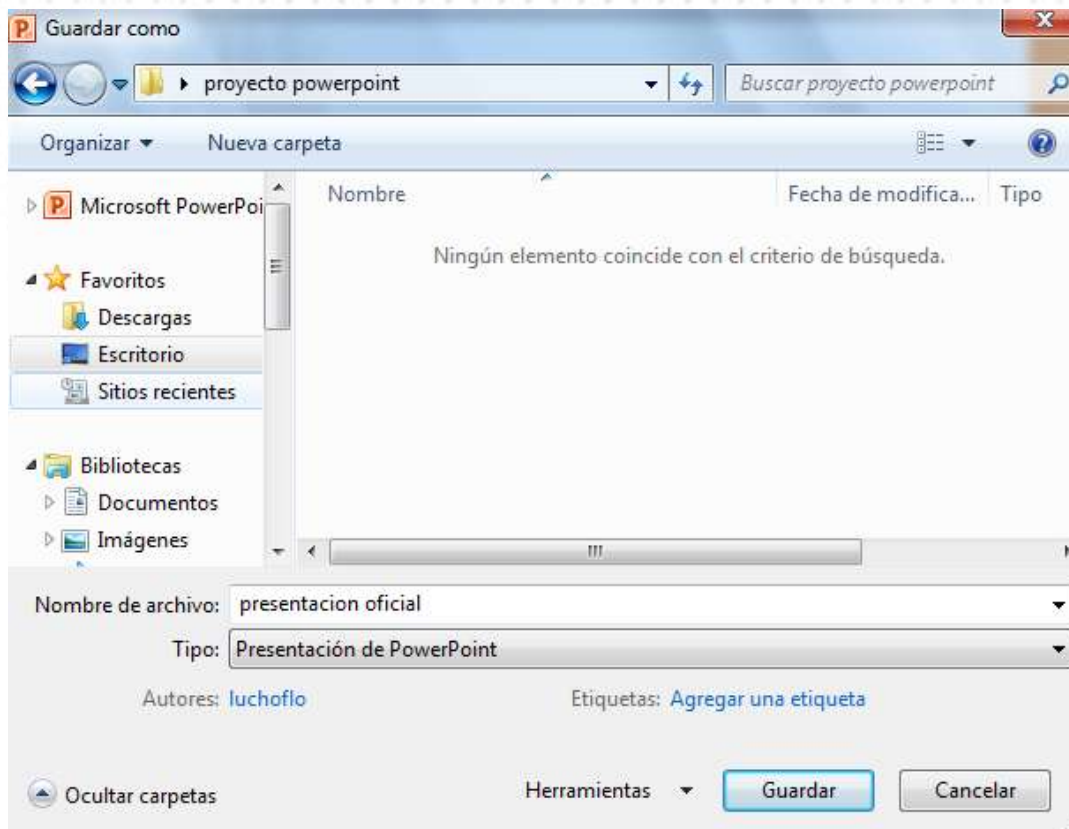 Guardar como
proyecto powerpoint
Buscar proyecto powerpoint
Organizar
Nueva carpeta
Microsoft PowerPoi
Favoritos
Descargas
Escritorio
Sitios recientes
Bibliotecas
Documentos
Imágenes
Nombre
Fecha de modifica...
Tipo
Ningún elemento coincide con el criterio de búsqueda.
Nombre de archivo: presentacion oficial
Tipo: Presentación de PowerPoint
Autores: luchoflo
Etiquetas: Agregar una etiqueta
Ocultar carpetas
Herramientas
Guardar
Cancelar